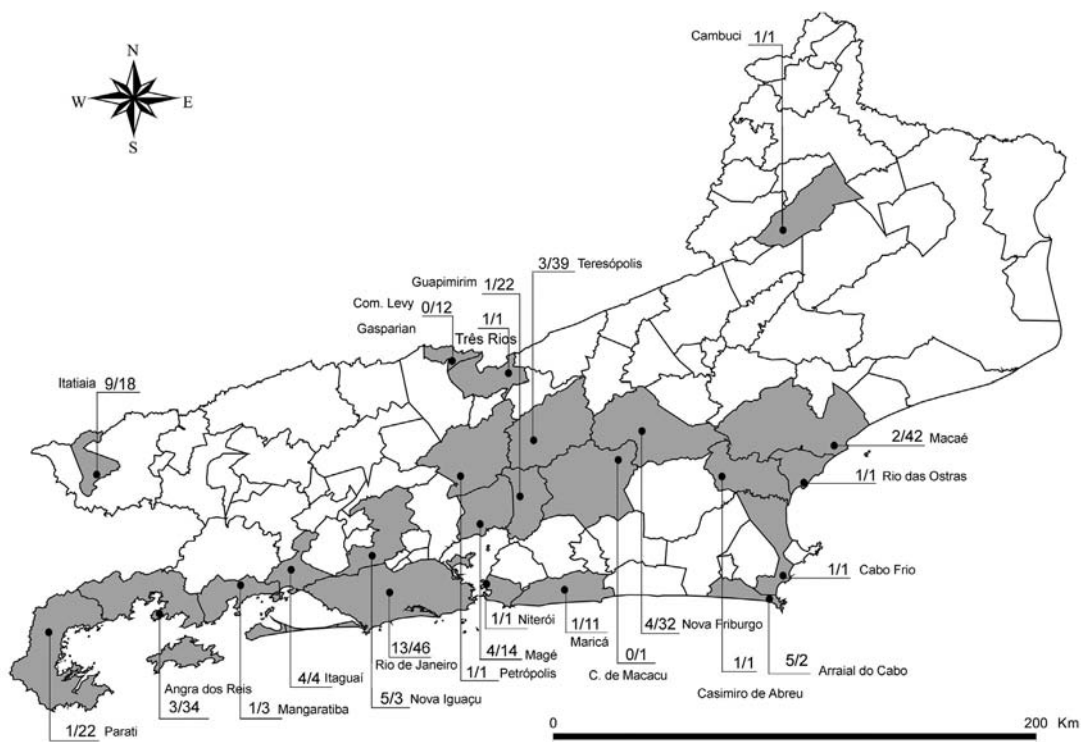 Cambuci 1/1
N
W E
S
3/39 Teresópolis
Guapimirim 1/22
Com. Levy 0/12
Gasparian
1/1
Três Rios
Itatiaia 9/18
2/42 Macaé
1/1 Rio das Ostras
1/1 Cabo Frio
1/1 Niterói
1/11
Maricá
4/32 Nova Friburgo
13/46
Rio de Janeiro
4/14 Magé
0/1
C. de Macacu
1/1
Casimiro de Abreu
5/2
Arraial do Cabo
1/1 Petrópolis
4/4 Itaguaí
5/3 Nova Iguaçu
Angra dos Reis
3/34
1/3 Mangaratiba
1/22 Parati
0 200 Km